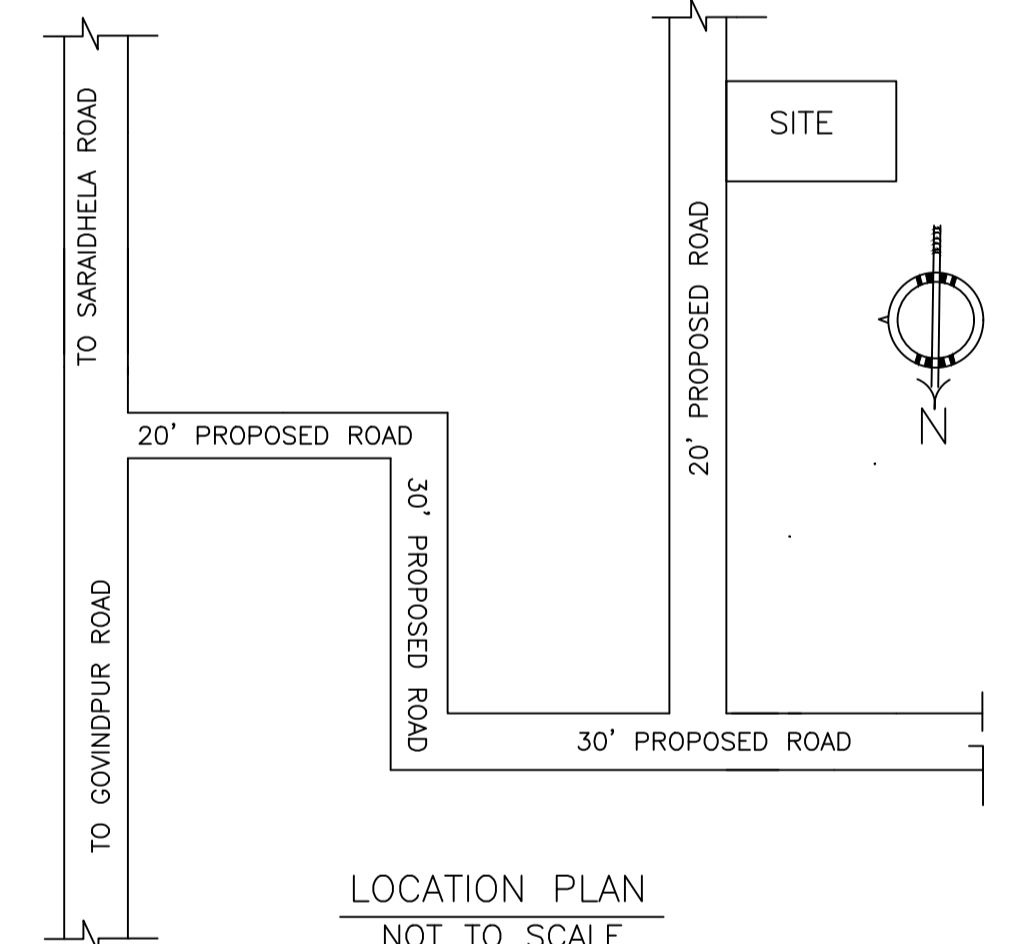 TO SARAIDHELA ROAD
SITE
20' PROPOSED ROAD
N
20' PROPOSED ROAD
30' PROPOSED ROAD
TO GOVINDPUR ROAD
30' PROPOSED ROAD
LOCATION PLAN
NOT TO SCALE